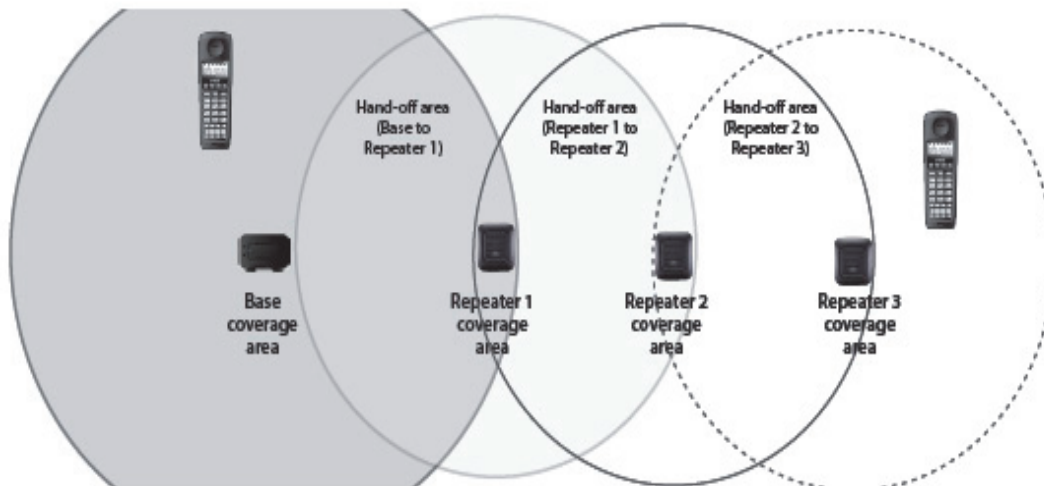 Hand-off area
(Base to
Repeater 1)
Hand-off area
(Repeater 1 to
Repeater 2)
Hand-off area
(Repeater 2 to
Repeater 3)
Base
coverage
area
Repeater 1
coverage
area
Repeater 2
coverage
area
Repeater 3
coverage
area